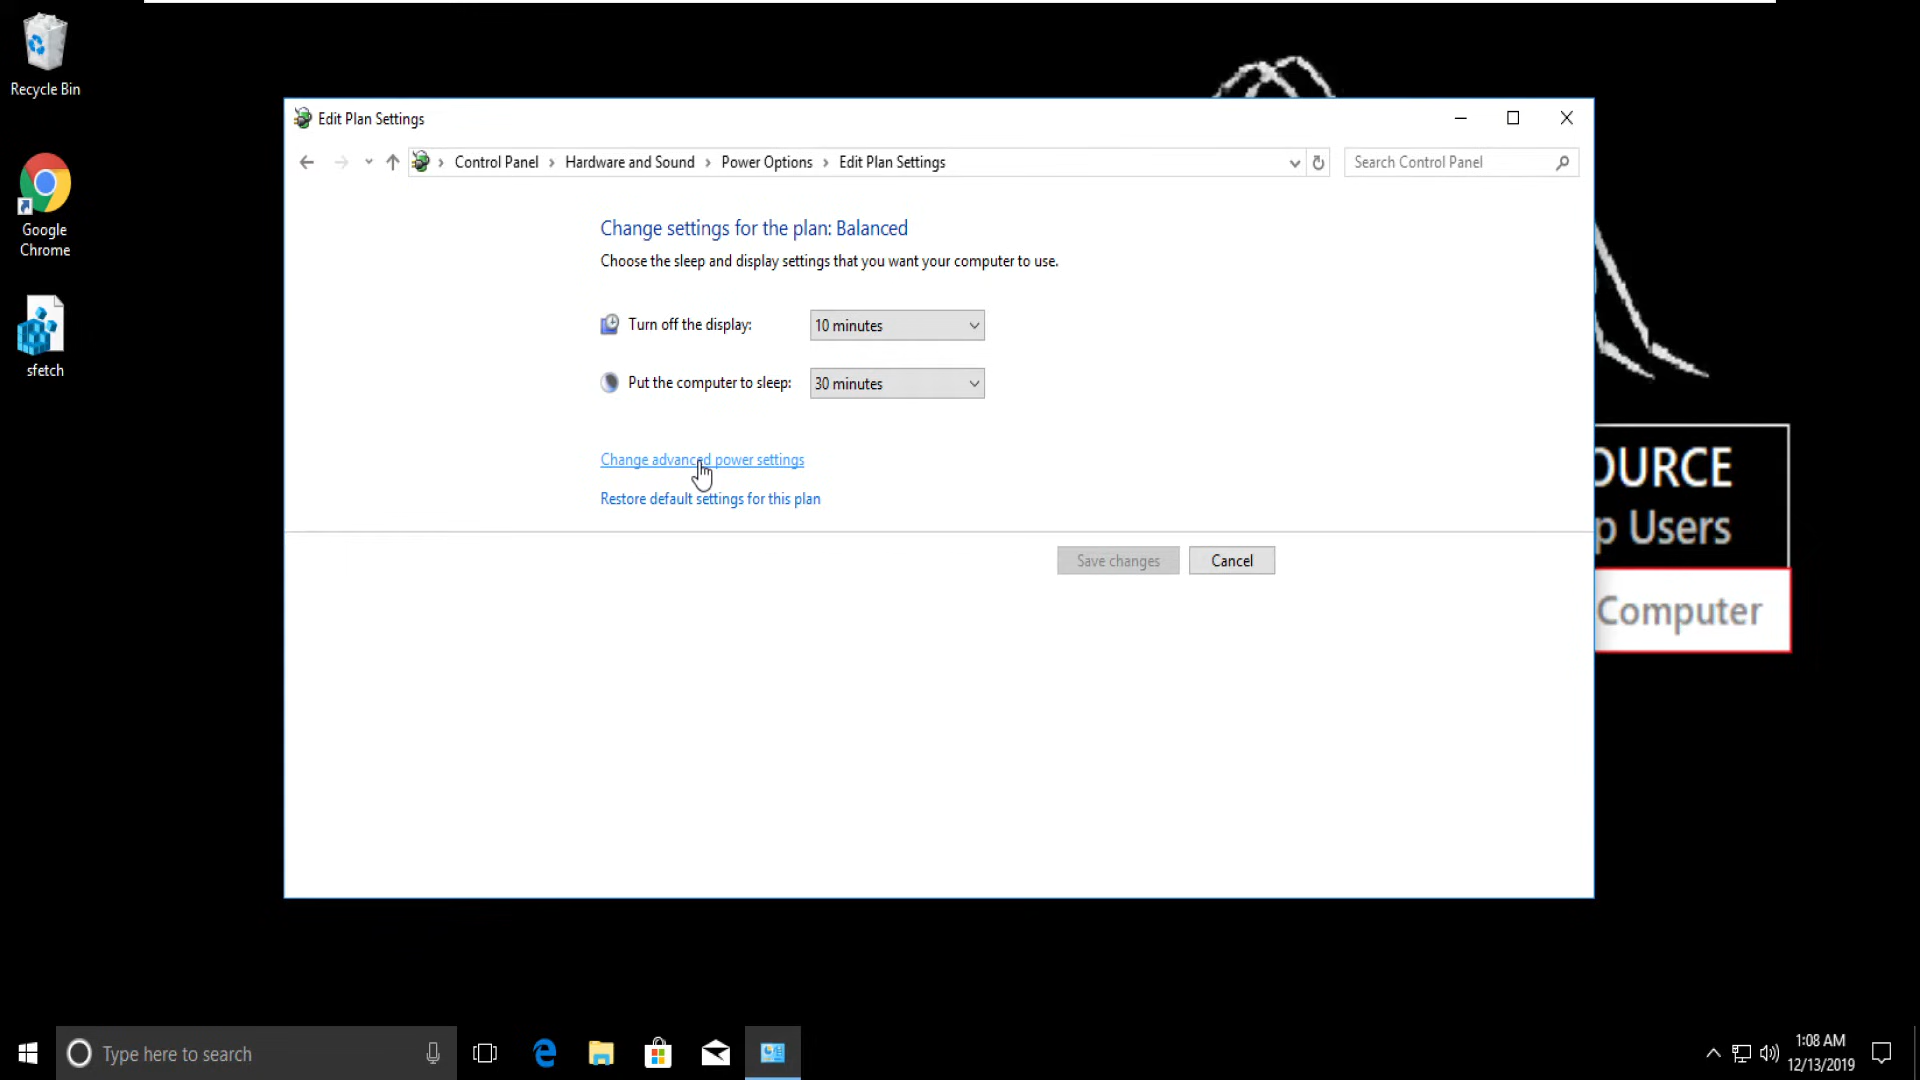 Recycle Bin
Google
Chrome
sfetch
Edit Plan Settings
Control Panel
Hardware and Sound
Power Options
Edit Plan Settings
Search Control Panel
Change settings for the plan: Balanced
Choose the sleep and display settings that you want your computer to use.
Turn off the display:
10 minutes
Put the computer to sleep:
30 minutes
Change advanced power settings
Restore default settings for this plan
Save changes
Cancel
OURCE
p Users
Computer
Type here to search
1:08 AM
12/13/2019